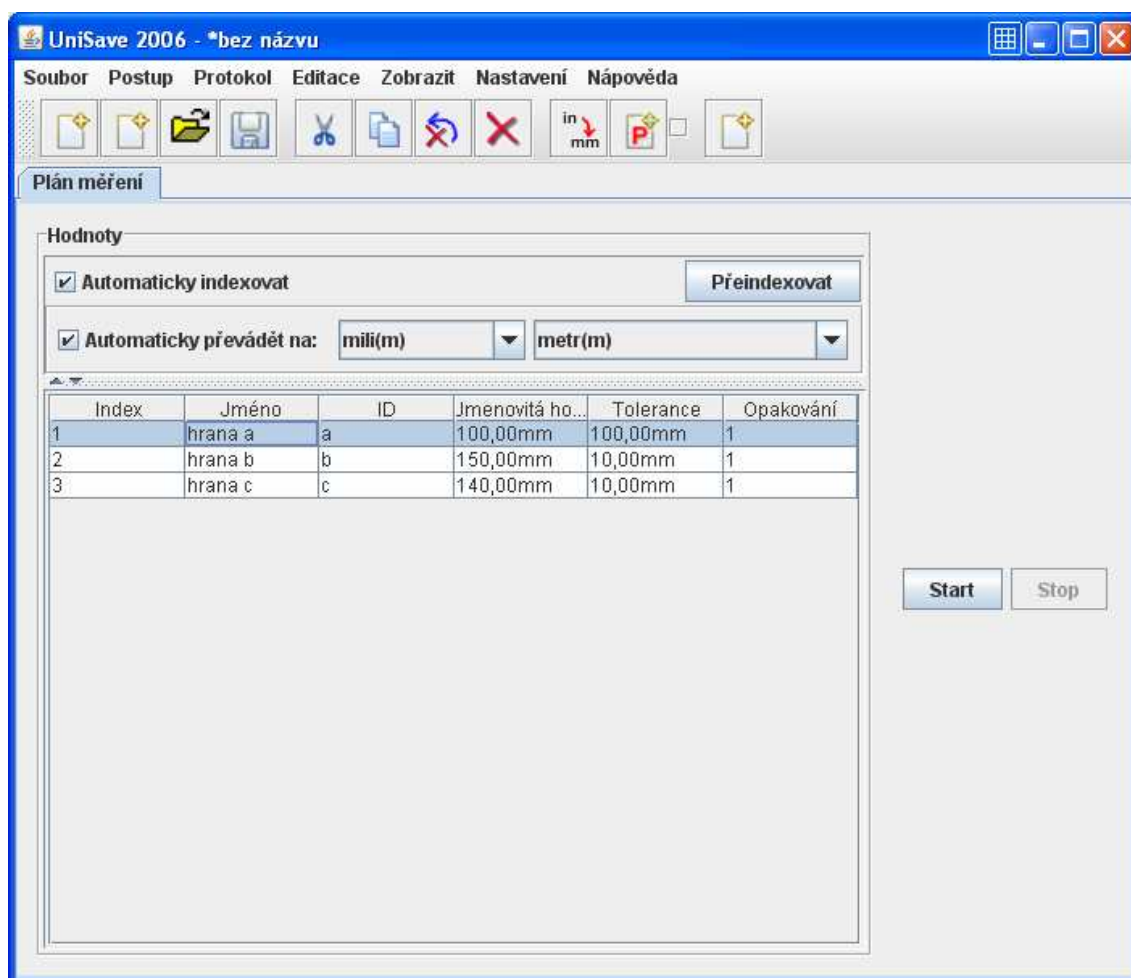 UniSave 2006 - *bez názvu
Soubor Postup Protokol Editace Zobrazit Nastavení Nápověda
in mm P
Plán měření
Hodnoty
Automaticky indexovat Přeindexovat
Automaticky převádět na: mili(m) metr(m)
Index Jméno ID Jmenovitá ho... Tolerance Opakování
1 hrana a a 100,00mm 100,00mm 1
2 hrana b b 150,00mm 10,00mm 1
3 hrana c c 140,00mm 10,00mm 1
Start Stop